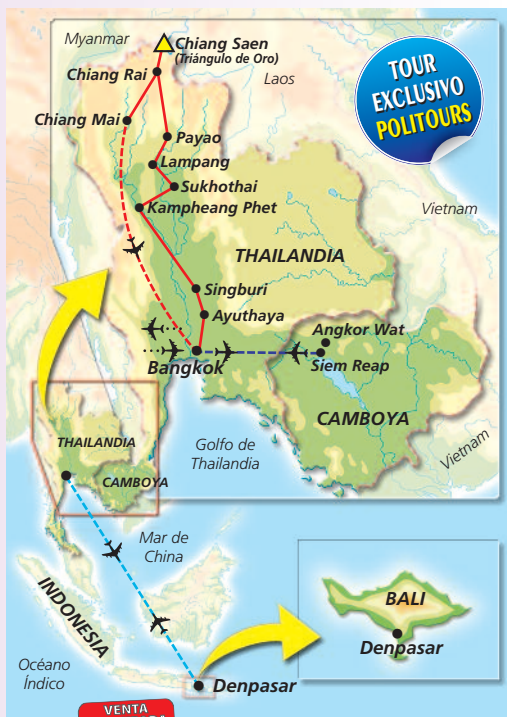 Myanmar
Chiang Saen
(Triángulo de Oro)
Laos
TOUR
EXCLUSIVO
POLITOURS
Chiang Rai
Chiang Mai
Payao
Lampang
Sukhothai
Kampheang Phet
Vietnam
THAILANDIA
Singburi
Ayuthaya
Angkor Wat
Bangkok
Siem Reap
CAMBOYA
Golfo de
Thailandia
Vietnam
THAILANDIA
CAMBOYA
Mar de
China
INDONESIA
BALI
Denpasar
Océano
Índico
Denpasar
VENTA